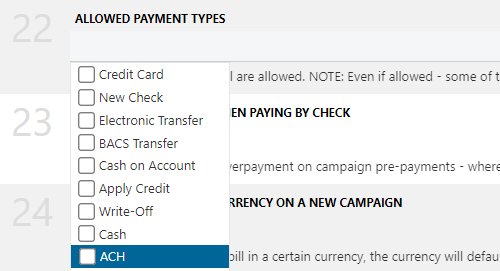 22
ALLOWED PAYMENT TYPES
Credit Card
l are allowed. NOTE: Even if allowed - some of t
New Check
23
EN PAYING BY CHECK
Electronic Transfer
BACS Transfer
Cash on Account
verpayment on campaign pre-payments - where
Apply Credit
24
RRENCY ON A NEW CAMPAIGN
Write-Off
Cash
ACH
bill in a certain currency, the currency will defau